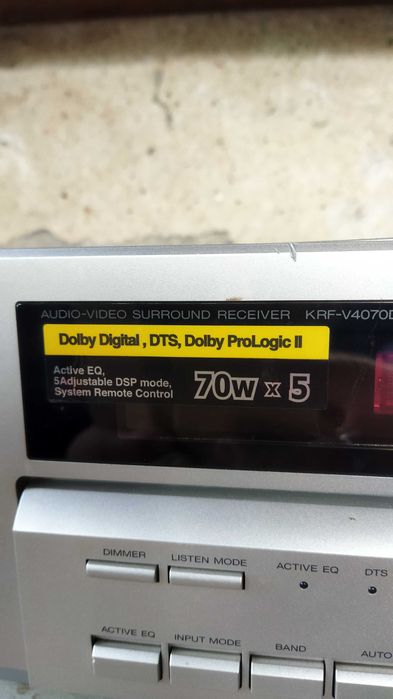 AUDIO-VIDEO SURROUND RECEIVER KRF-V4070D
Dolby Digital , DTS, Dolby ProLogic II
Active EQ,
5Adjustable DSP mode,
System Remote Control
70w x 5
DIMMER
LISTEN MODE
ACTIVE EQ
DTS
ACTIVE EQ
INPUT MODE
BAND
AUTO